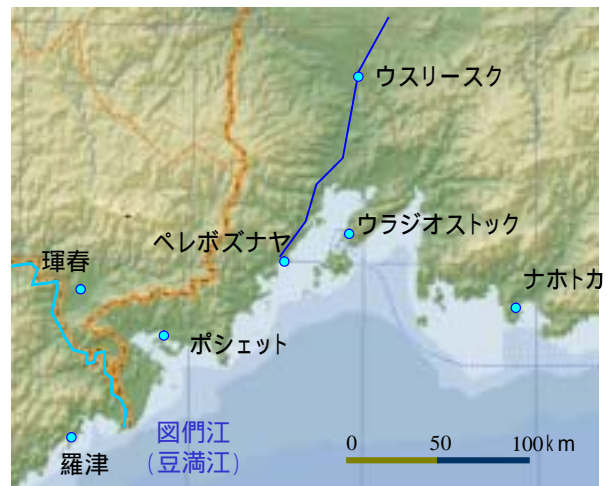 ウスリースク
ウラジオストック
ペレボズナヤ
琿春
ナホトカ
ポシェット
図們江
(豆満江)
羅津
0 50 100km